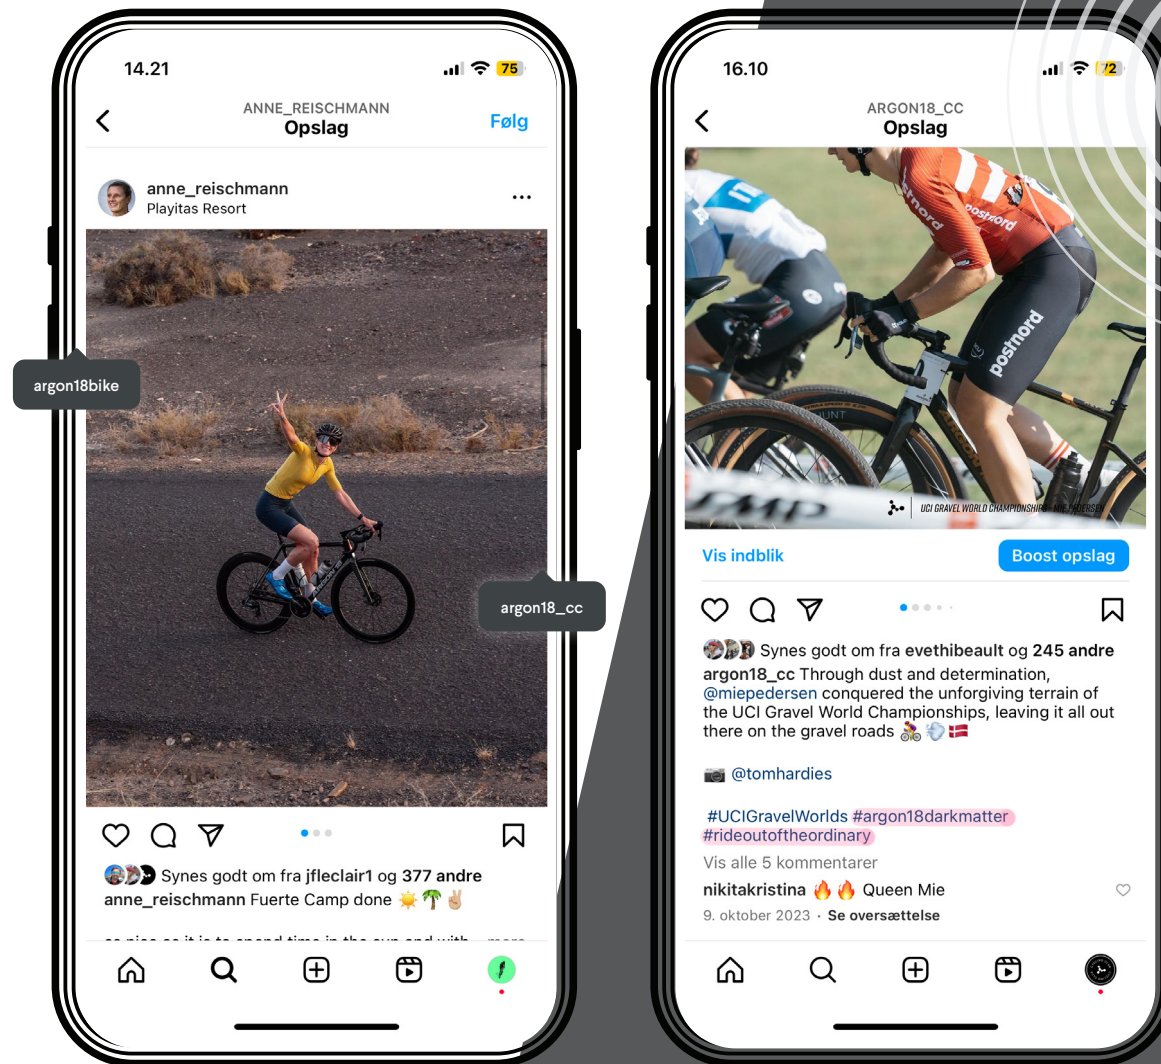 14.21
75
ANNE_REISCHMANN
Opslag
Følg
anne_reischmann
Playitas Resort
argon18bike
argon18_cc
Synes godt om fra jfleclair1 og 377 andre
anne_reischmann Fuerte Camp done ☀️🌴✌🏼
16.10
72
ARGON18_CC
Opslag
postnord
postnord
postnord
HUNT
UCI GRAVEL WORLD CHAMPIONSHIPS - MIE PEDERSEN
Vis indblik
Boost opslag
Synes godt om fra evethibeault og 245 andre
argon18_cc Through dust and determination,
@miepedersen conquered the unforgiving terrain of
the UCI Gravel World Championships, leaving it all out
there on the gravel roads 🚴🏼‍♀️💨🇩🇰
📷 @tomhardies
#UCIGravelWorlds #argon18darkmatter
#rideoutoftheordinary
Vis alle 5 kommentarer
nikitakristina 🔥🔥 Queen Mie
9. oktober 2023 · Se oversættelse